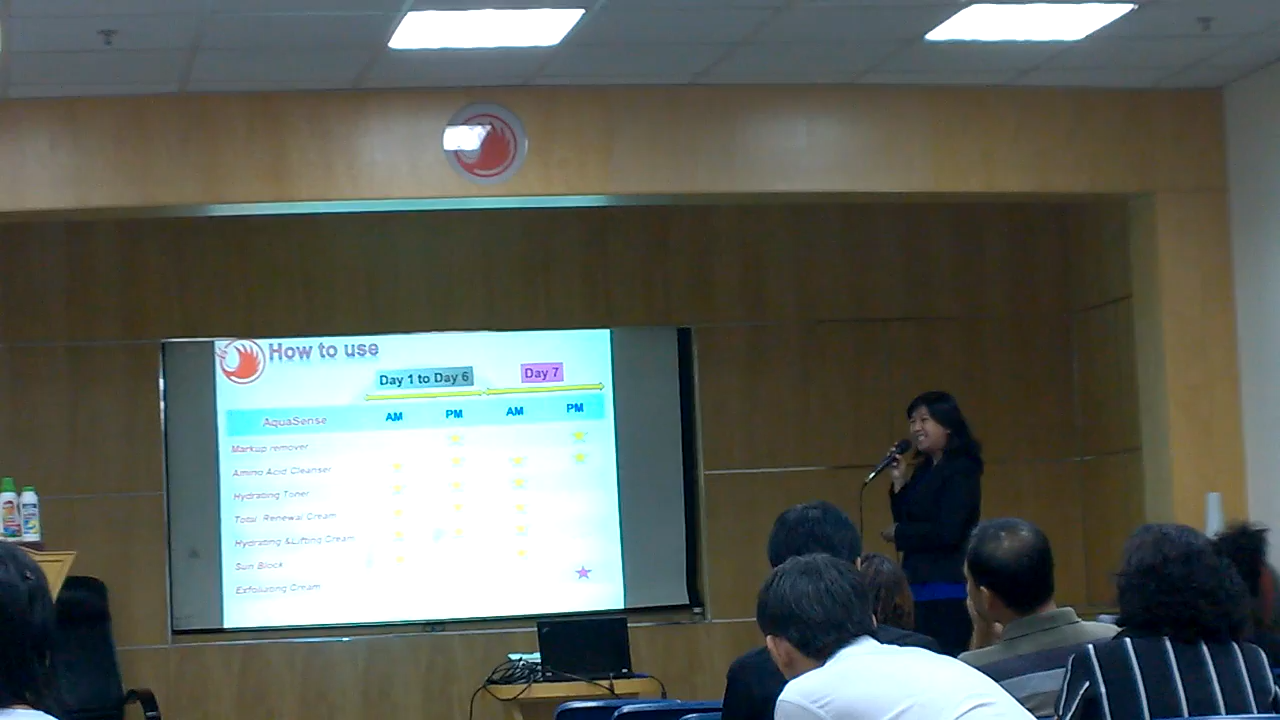 How to use
Day 1 to Day 6 Day 7
AquaSense AM PM AM PM
Markup remover
Amino Acid Cleanser
Hydrating Toner
Total Renewal Cream
Hydrating &Lifting Cream
Sun Block
Exfoliating Cream